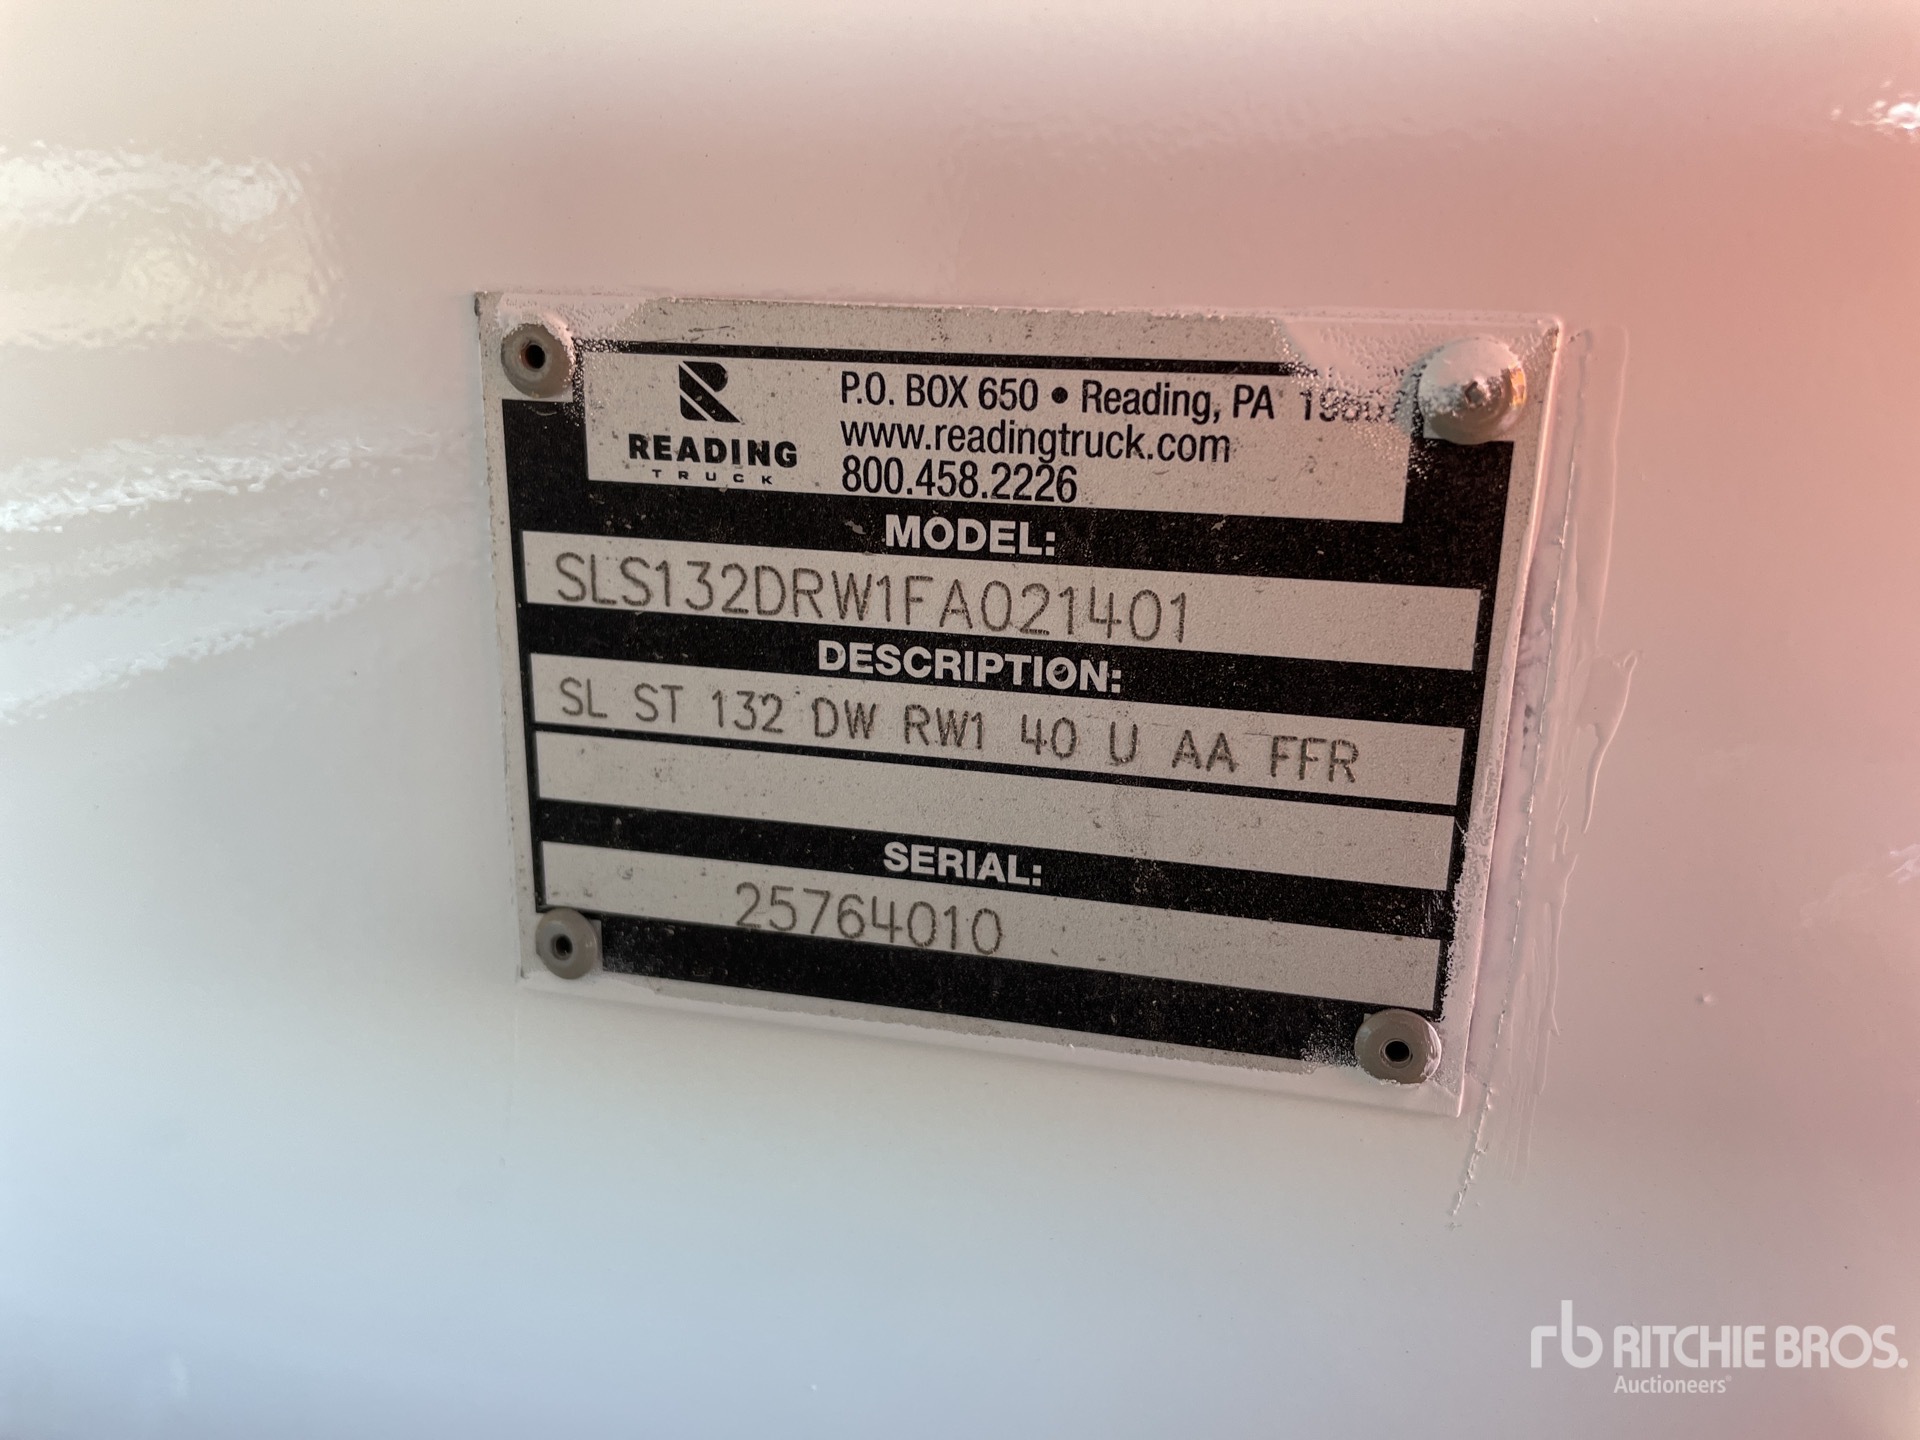 READING
TRUCK
P.O. BOX 650 • Reading, PA
www.readingtruck.com
800.458.2226
MODEL:
SLS132DRW1FA021401
DESCRIPTION:
SL ST 132 DW RW1 40 U AA FFR
SERIAL:
25764010
rb RITCHIE BROS.
Auctioneers